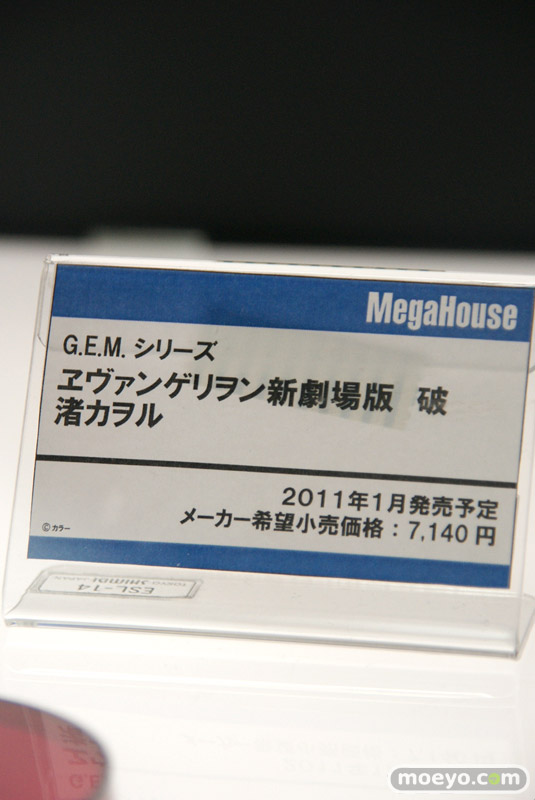 MegaHouse
G.E.M. シリーズ
ヱヴァンゲリヲン新劇場版 破
渚カヲル
2011年1月発売予定
メーカー希望小売価格：7,140 円
©カラー
ESL-14
moeyo.com